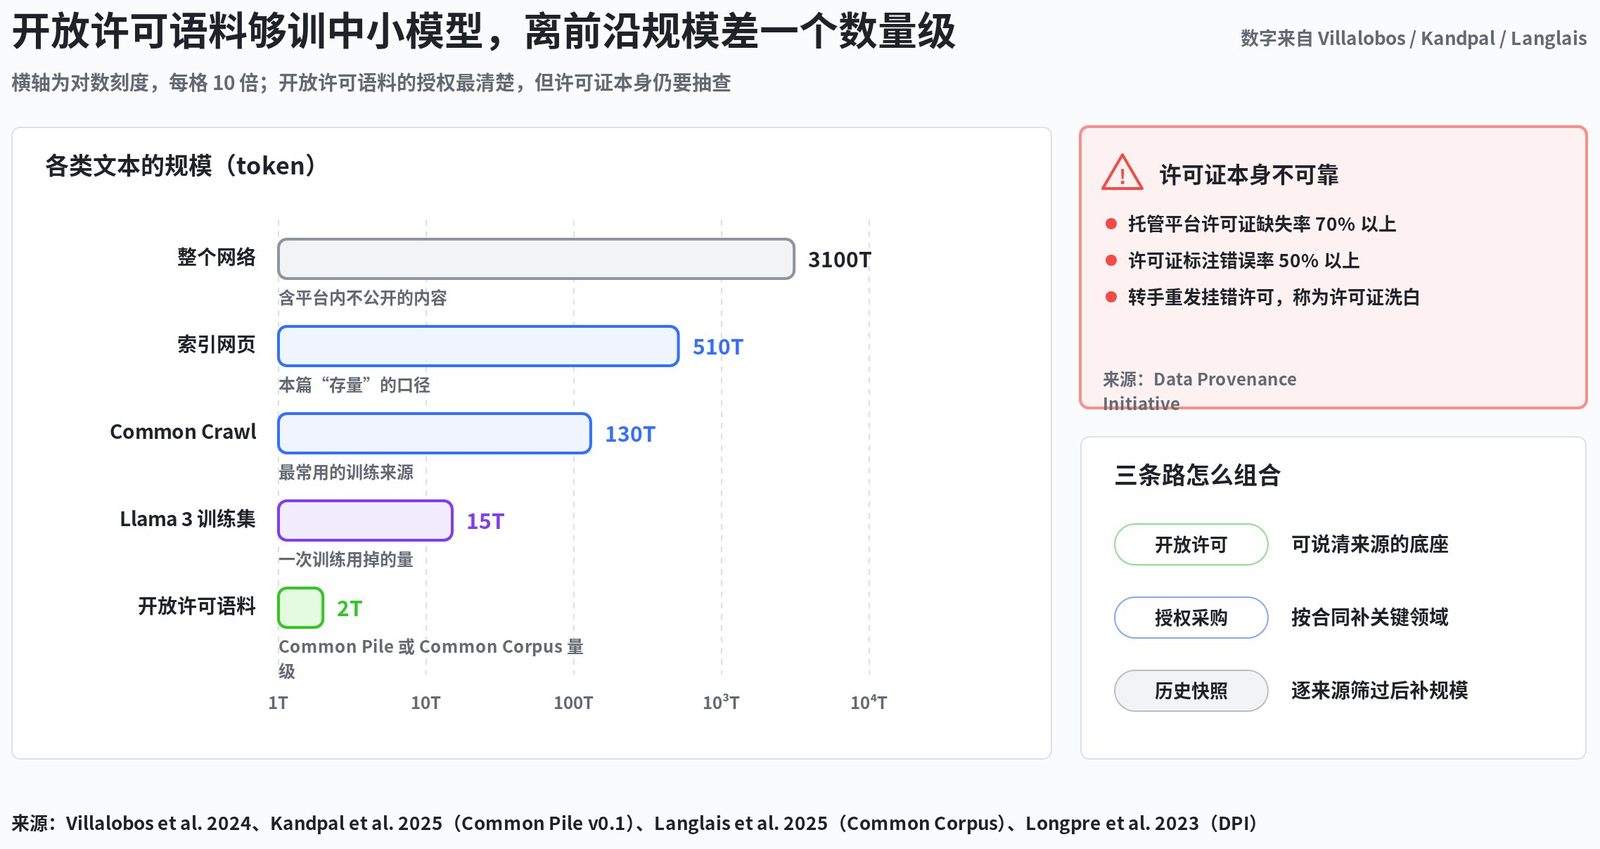 开放许可语料够训中小模型，离前沿规模差一个数量级
数字来自 Villalobos / Kandpal / Langlais
横轴为对数刻度，每格 10 倍；开放许可语料的授权最清楚，但许可证本身仍要抽查
各类文本的规模（token）
整个网络
3100T
含平台内不公开的内容
索引网页
510T
本篇“存量”的口径
Common Crawl
130T
最常用的训练来源
Llama 3 训练集
15T
一次训练用掉的量
开放许可语料
2T
Common Pile 或 Common Corpus 量
级
1T
10T
100T
10³T
10⁴T
许可证本身不可靠
托管平台许可证缺失率 70% 以上
许可证标注错误率 50% 以上
转手重发挂错许可，称为许可证洗白
来源：Data Provenance
Initiative
三条路怎么组合
开放许可
可说清来源的底座
授权采购
按合同补关键领域
历史快照
逐来源筛过后补规模
来源：Villalobos et al. 2024、Kandpal et al. 2025（Common Pile v0.1）、Langlais et al. 2025（Common Corpus）、Longpre et al. 2023（DPI）